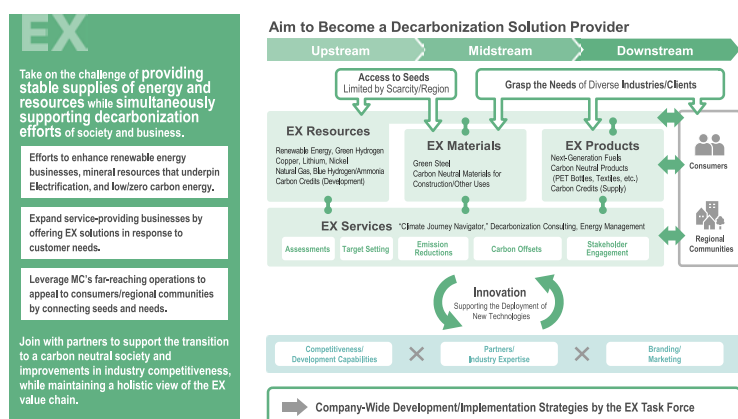 EX
Take on the challenge of providing
stable supplies of energy and
resources while simultaneously
supporting decarbonization
efforts of society and business.
Efforts to enhance renewable energy
businesses, mineral resources that underpin
Electrification, and low/zero carbon energy.
Expand service-providing businesses by
offering EX solutions in response to
customer needs.
Leverage MC's far-reaching operations to
appeal to consumers/regional communities
by connecting seeds and needs.
Join with partners to support the transition
to a carbon neutral society and
improvements in industry competitiveness,
while maintaining a holistic view of the EX
value chain.
Aim to Become a Decarbonization Solution Provider
Upstream
Midstream
Downstream
Access to Seeds
Limited by Scarcity/Region
Grasp the Needs of Diverse Industries/Clients
EX Resources
Renewable Energy, Green Hydrogen
Copper, Lithium, Nickel
Natural Gas, Blue Hydrogen/Ammonia
Carbon Credits (Development)
EX Materials
Green Steel
Carbon Neutral Materials for
Construction/Other Uses
EX Products
Next-Generation Fuels
Carbon Neutral Products
(PET Bottles, Textiles, etc.)
Carbon Credits (Supply)
Consumers
Regional
Communities
EX Services "Climate Journey Navigator," Decarbonization Consulting, Energy Management
Assessments
Target Setting
Emission
Reductions
Carbon Offsets
Stakeholder
Engagement
Innovation
Supporting the Deployment of
New Technologies
Competitiveness/
Development Capabilities
Partners/
Industry Expertise
Branding/
Marketing
Company-Wide Development/Implementation Strategies by the EX Task Force